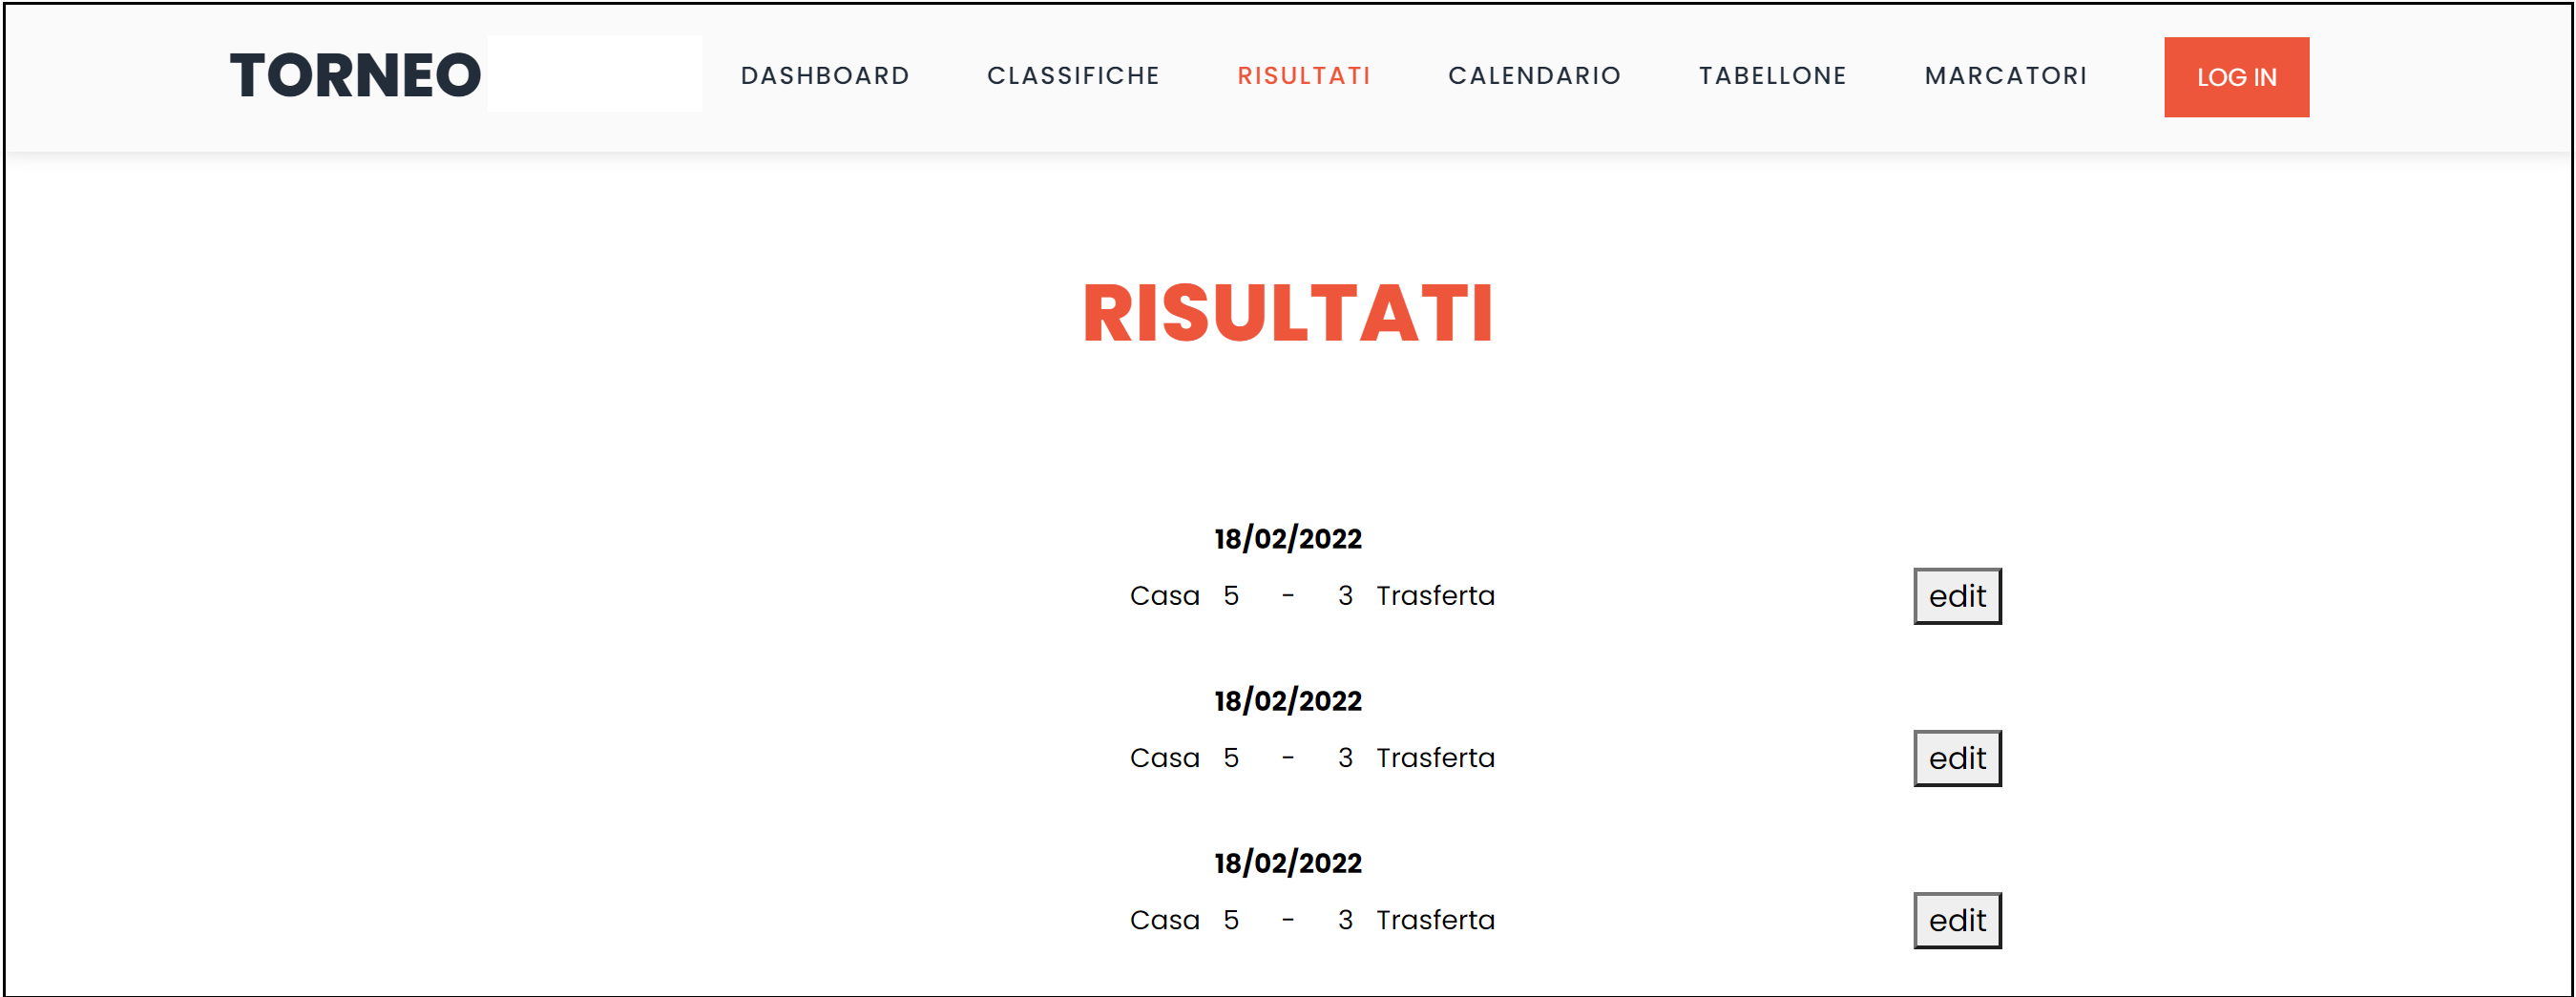 TORNEO DASHBOARD CLASSIFICHE RISULTATI CALENDARIO TABELLONE MARCATORI LOG IN
RISULTATI
18/02/2022
Casa 5 - 3 Trasferta edit
18/02/2022
Casa 5 - 3 Trasferta edit
18/02/2022
Casa 5 - 3 Trasferta edit